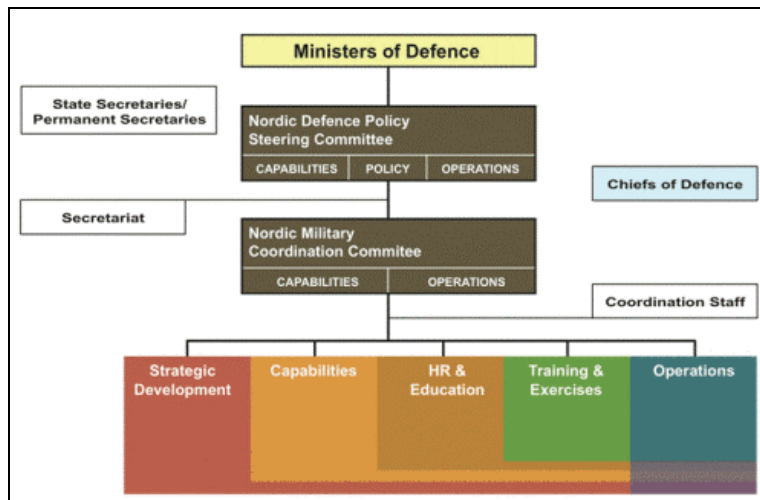 Ministers of Defence
State Secretaries/
Permanent Secretaries
Nordic Defence Policy
Steering Committee
CAPABILITIES POLICY OPERATIONS
Chiefs of Defence
Secretariat
Nordic Military
Coordination Commitee
CAPABILITIES OPERATIONS
Coordination Staff
Strategic
Development
Capabilities
HR &
Education
Training &
Exercises
Operations